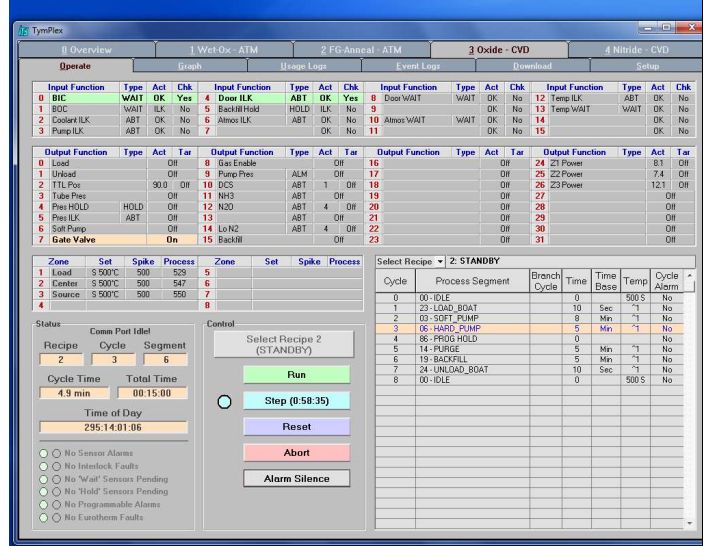 TymPlex
0 Overview 1 Wet-Ox - ATM 2 FG-Anneal - ATM 3 Oxide - CVD 4 Nitride - CVD
Operate Graph Usage Logs Event Logs Download Setup
Input Function Type Act Chk Input Function Type Act Chk Input Function Type Act Chk Input Function Type Act Chk
0 BIC WAIT OK Yes 4 Door ILK ABT OK Yes 8 Door WAIT WAIT OK No 12 Temp ILK ABT OK No
1 BOC WAIT ILK No 5 Backfill Hold HOLD ILK No 9 OK No 13 Temp WAIT WAIT OK No
2 Coolant ILK ABT OK No 6 Atmos ILK ABT OK No 10 Atmos WAIT WAIT OK No 14 OK No
3 Pump ILK ABT OK No 7 OK No 11 OK No 15 OK No
Output Function Type Act Tar Output Function Type Act Tar Output Function Type Act Tar Output Function Type Act Tar
0 Load Off 8 Gas Enable Off 16 Off 24 Z1 Power 8.1 Off
1 Unload Off 9 Pump Pres ALM Off 17 Off 25 Z2 Power 7.4 Off
2 TTL Pos 90.0 Off 10 DCS ABT 1 Off 18 Off 26 Z3 Power 12.1 Off
3 Tube Pres Off 11 NH3 ABT Off 19 Off 27 Off
4 Pres HOLD HOLD Off 12 N2O ABT 4 Off 20 Off 28 Off
5 Pres ILK ABT Off 13 ABT Off 21 Off 29 Off
6 Soft Pump Off 14 Lo N2 ABT 4 Off 22 Off 30 Off
7 Gate Valve On 15 Backfill Off 23 Off 31 Off
Zone Set Spike Process Zone Set Spike Process
1 Load S 500°C 500 529 5
2 Center S 500°C 500 547 6
3 Source S 500°C 500 550 7
4 8
Status
Comm Port Idle!
Recipe Cycle Segment
2 3 6
Cycle Time Total Time
4.9 min 00:15:00
Time of Day
295:14:01:06
No Sensor Alarms
No Interlock Faults
No 'Wait' Sensors Pending
No 'Hold' Sensors Pending
No Programmable Alarms
No Eurotherm Faults
Control
Select Recipe 2
(STANDBY)
Run
Step (0:58:35)
Reset
Abort
Alarm Silence
Select Recipe 2: STANDBY
Cycle Process Segment Branch Cycle Time Time Base Temp Cycle Alarm
0 00 - IDLE 0 500 S No
1 23 - LOAD_BOAT 10 Sec ^1 No
2 03 - SOFT_PUMP 8 Min ^1 No
3 06 - HARD_PUMP 5 Min ^1 No
4 86 - PROG HOLD 0 No
5 14 - PURGE 5 Min ^1 No
6 19 - BACKFILL 5 Min ^1 No
7 24 - UNLOAD_BOAT 10 Sec ^1 No
8 00 - IDLE 0 500 S No